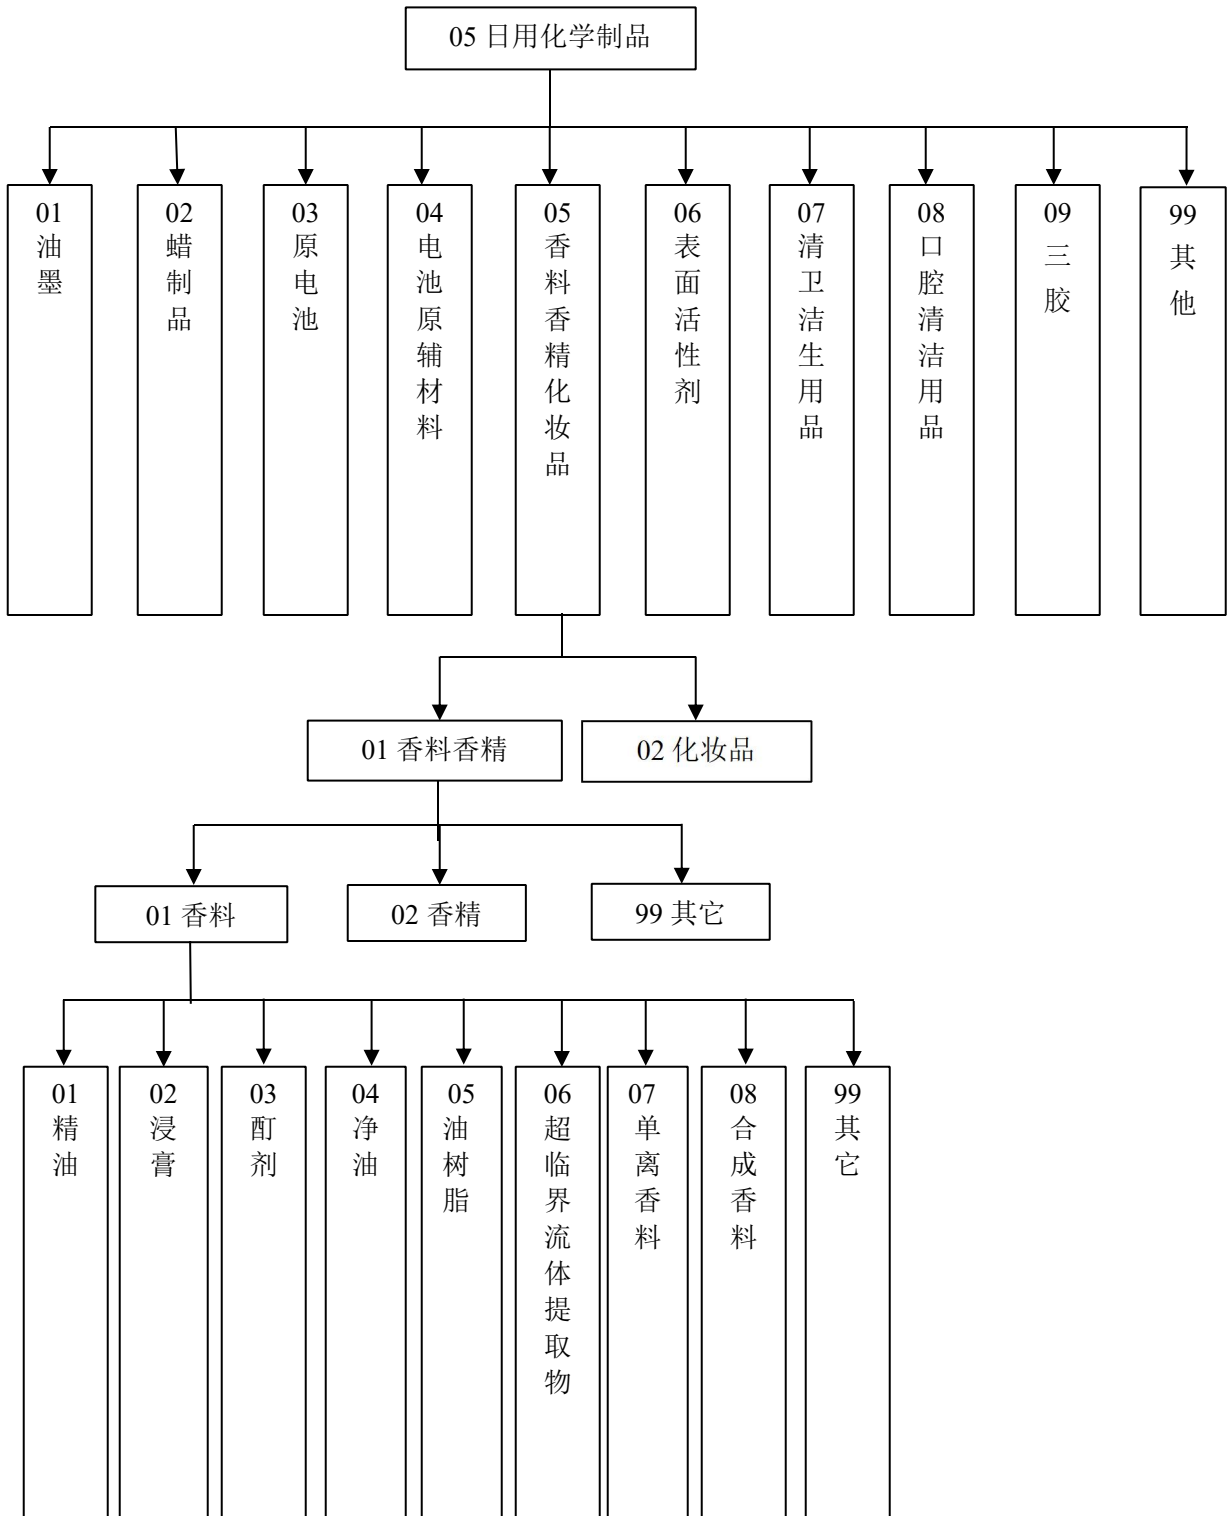 05 日用化学制品
01 油墨
02 蜡制品
03 原电池
04 电池原辅材料
05 香料香精化妆品
06 表面活性剂
07 清卫洁生用品
08 口腔清洁用品
09 三胶
99 其他
01 香料香精
02 化妆品
01 香料
02 香精
99 其它
01 精油
02 浸膏
03 酊剂
04 净油
05 油树脂
06 超临界流体提取物
07 单离香料
08 合成香料
99 其它